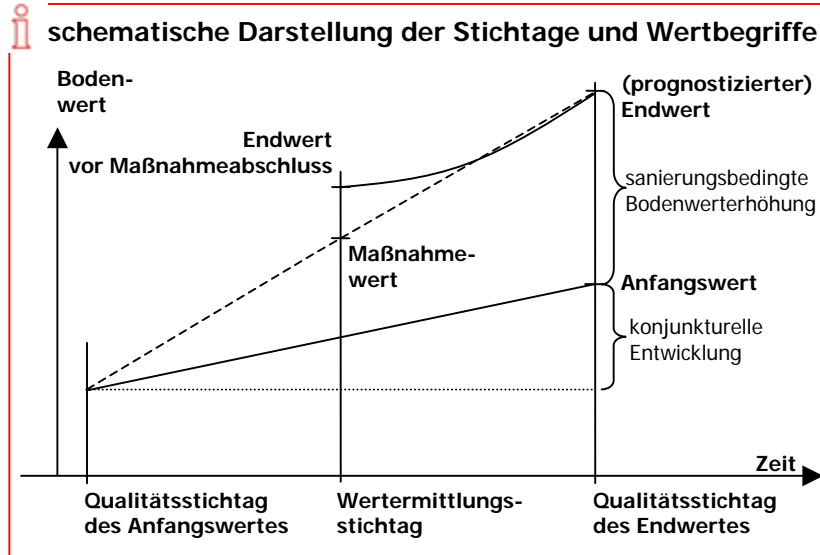 schematische Darstellung der Stichtage und Wertbegriffe
Boden-
wert
(prognostizierter)
Endwert
Endwert
vor Maßnahmeabschluss
sanierungsbedingte
Bodenwerterhöhung
Maßnahme-
wert
Anfangswert
konjunkturelle
Entwicklung
Zeit
Qualitätsstichtag
des Anfangswertes
Wertermittlungs-
stichtag
Qualitätsstichtag
des Endwertes